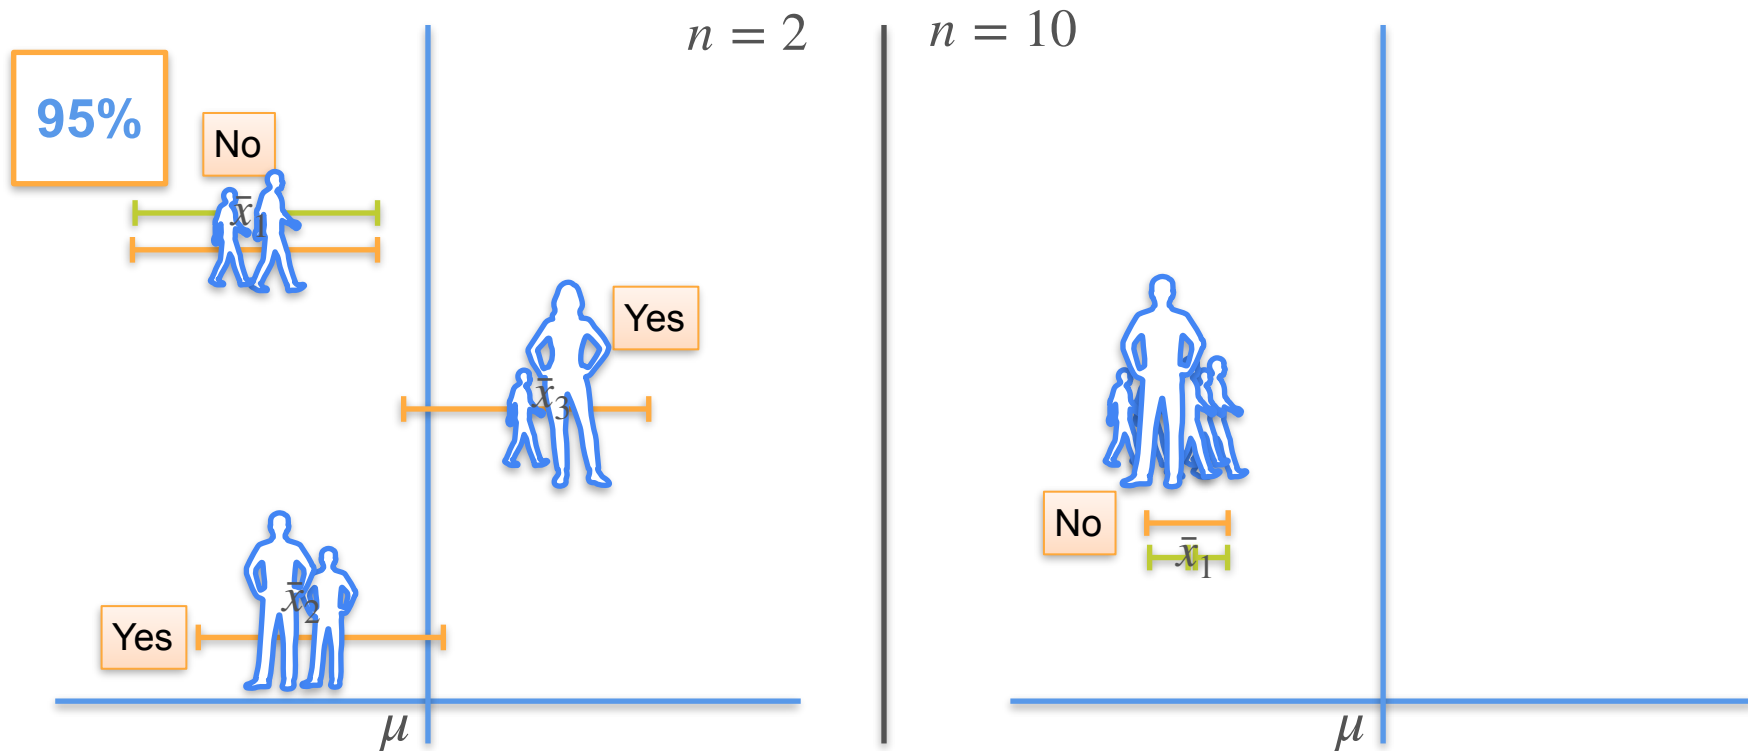 n = 2
n = 10
95%
No
x̄₁
Yes
x̄₃
No
x̄₁
x̄₂
Yes
μ
μ